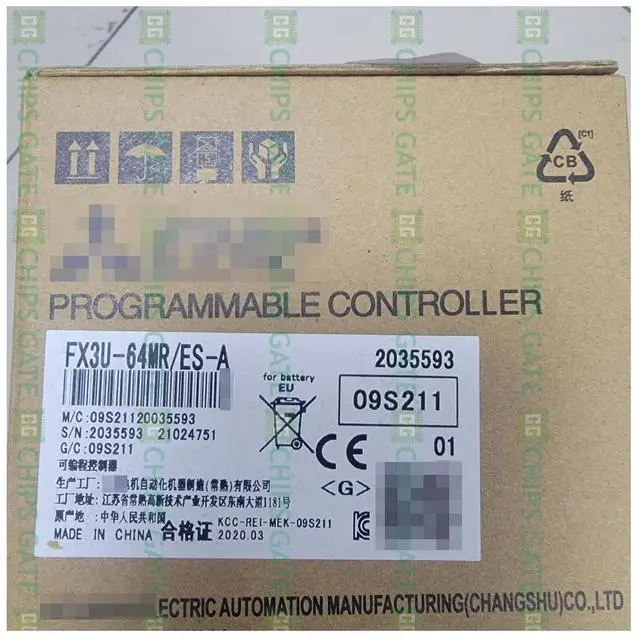 [C1]
CB
纸
PROGRAMMABLE CONTROLLER
FX3U-64MR/ES-A
2035593
for battery
EU
09S211
M/C:09S21120035593
S/N:2035593 21024751
G/C:09S211
01
CE
<G>
可编程控制器
生产工厂: 机自动化机器制造(常熟)有限公司
工厂地址: 江苏省常熟高新技术产业开发区东南大道1181号
原产地: 中华人民共和国
MADE IN CHINA 合格证 KCC-REI-MEK-09S211
2020.03
ECTRIC AUTOMATION MANUFACTURING(CHANGSHU)CO.,LTD
CG CHIPS GATE